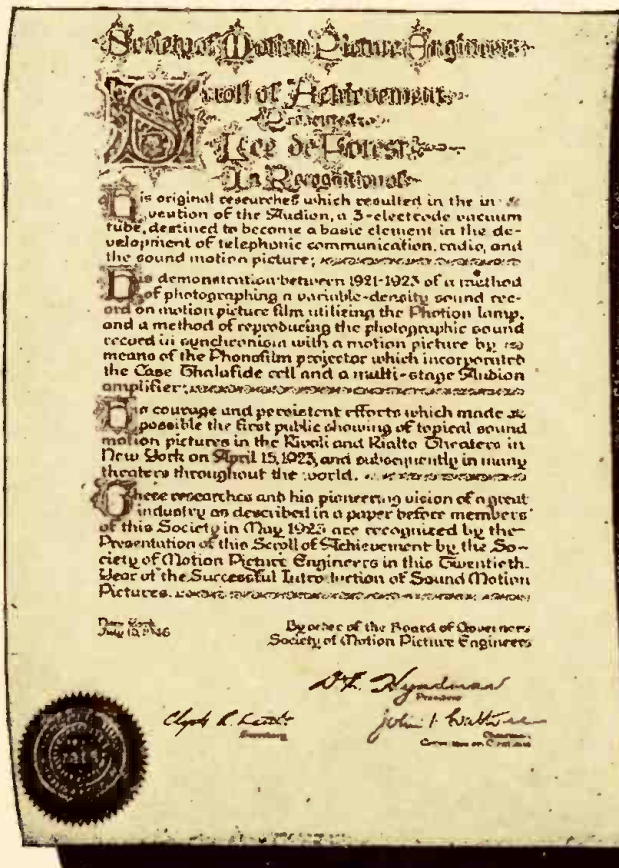 Society of Motion Picture Engineers
Scroll of Achievement
Presented to
Lee de Forest
In Recognition of
His original researches which resulted in the in-
vention of the Audion, a 3-electrode vacuum
tube, destined to become a basic element in the de-
velopment of telephonic communication, radio, and
the sound motion picture;
His demonstration between 1921-1923 of a method
of photographing a variable-density sound rec-
ord on motion picture film utilizing the Photion lamp,
and a method of reproducing the photographic sound
record in synchronism with a motion picture by
means of the Phonofilm projector which incorporated
the Case Thalofide cell and a multi-stage Audion
amplifier;
His courage and persistent efforts which made
possible the first public showing of topical sound
motion pictures in the Rivoli and Rialto Theaters in
New York on April 15, 1923, and subsequently in many
theaters throughout the world.
These researches and his pioneering vision of a great
industry as described in a paper before members
of this Society in May 1923 are recognized by the
Presentation of this Scroll of Achievement by the So-
ciety of Motion Picture Engineers in this Twentieth
Year of the Successful Introduction of Sound Motion
Pictures.
New York
July 10, 1946
By order of the Board of Governors
Society of Motion Picture Engineers
D. E. Hyndman
President
Clyde R.
Secretary
John I.
Chairman
Committee on